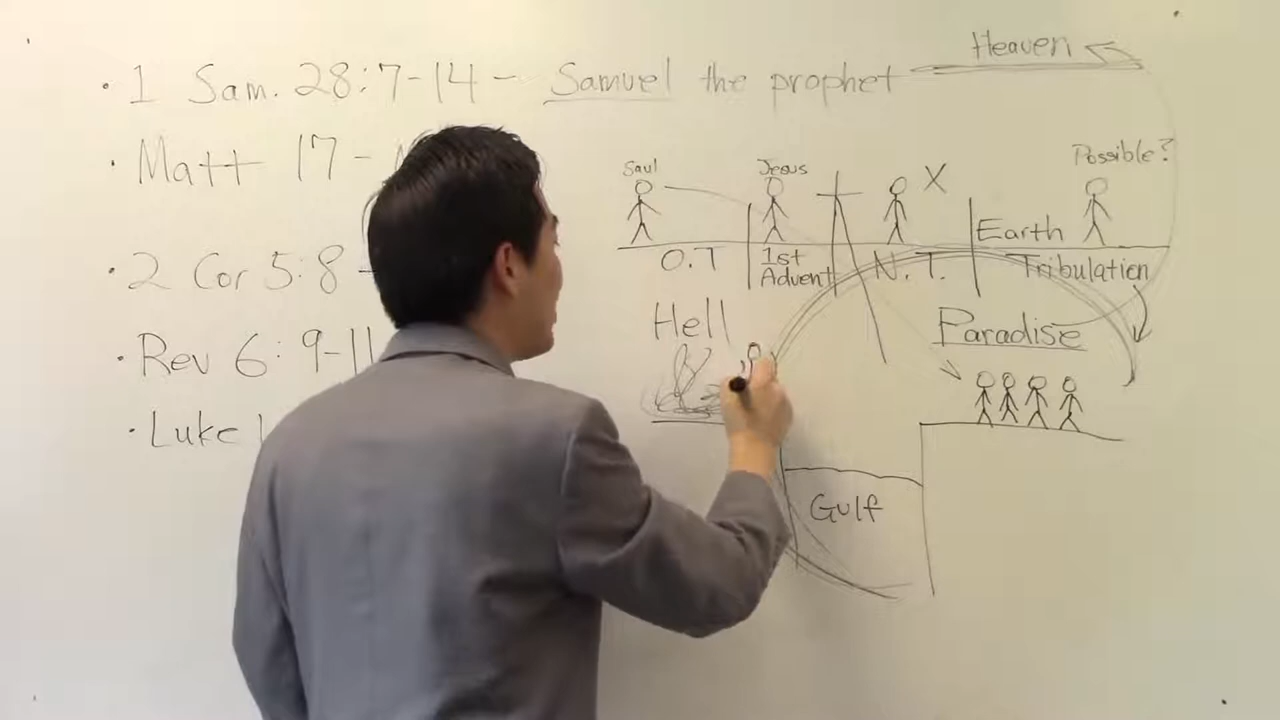 Heaven
• 1 Sam. 28:7-14 - Samuel the prophet
• Matt 17 -
• 2 Cor 5:8 -
• Rev 6:9-11
• Luke
Saul
Jesus
X
Possible?
O.T
1st
Advent
N.T.
Earth
Tribulation
Hell
Paradise
Gulf